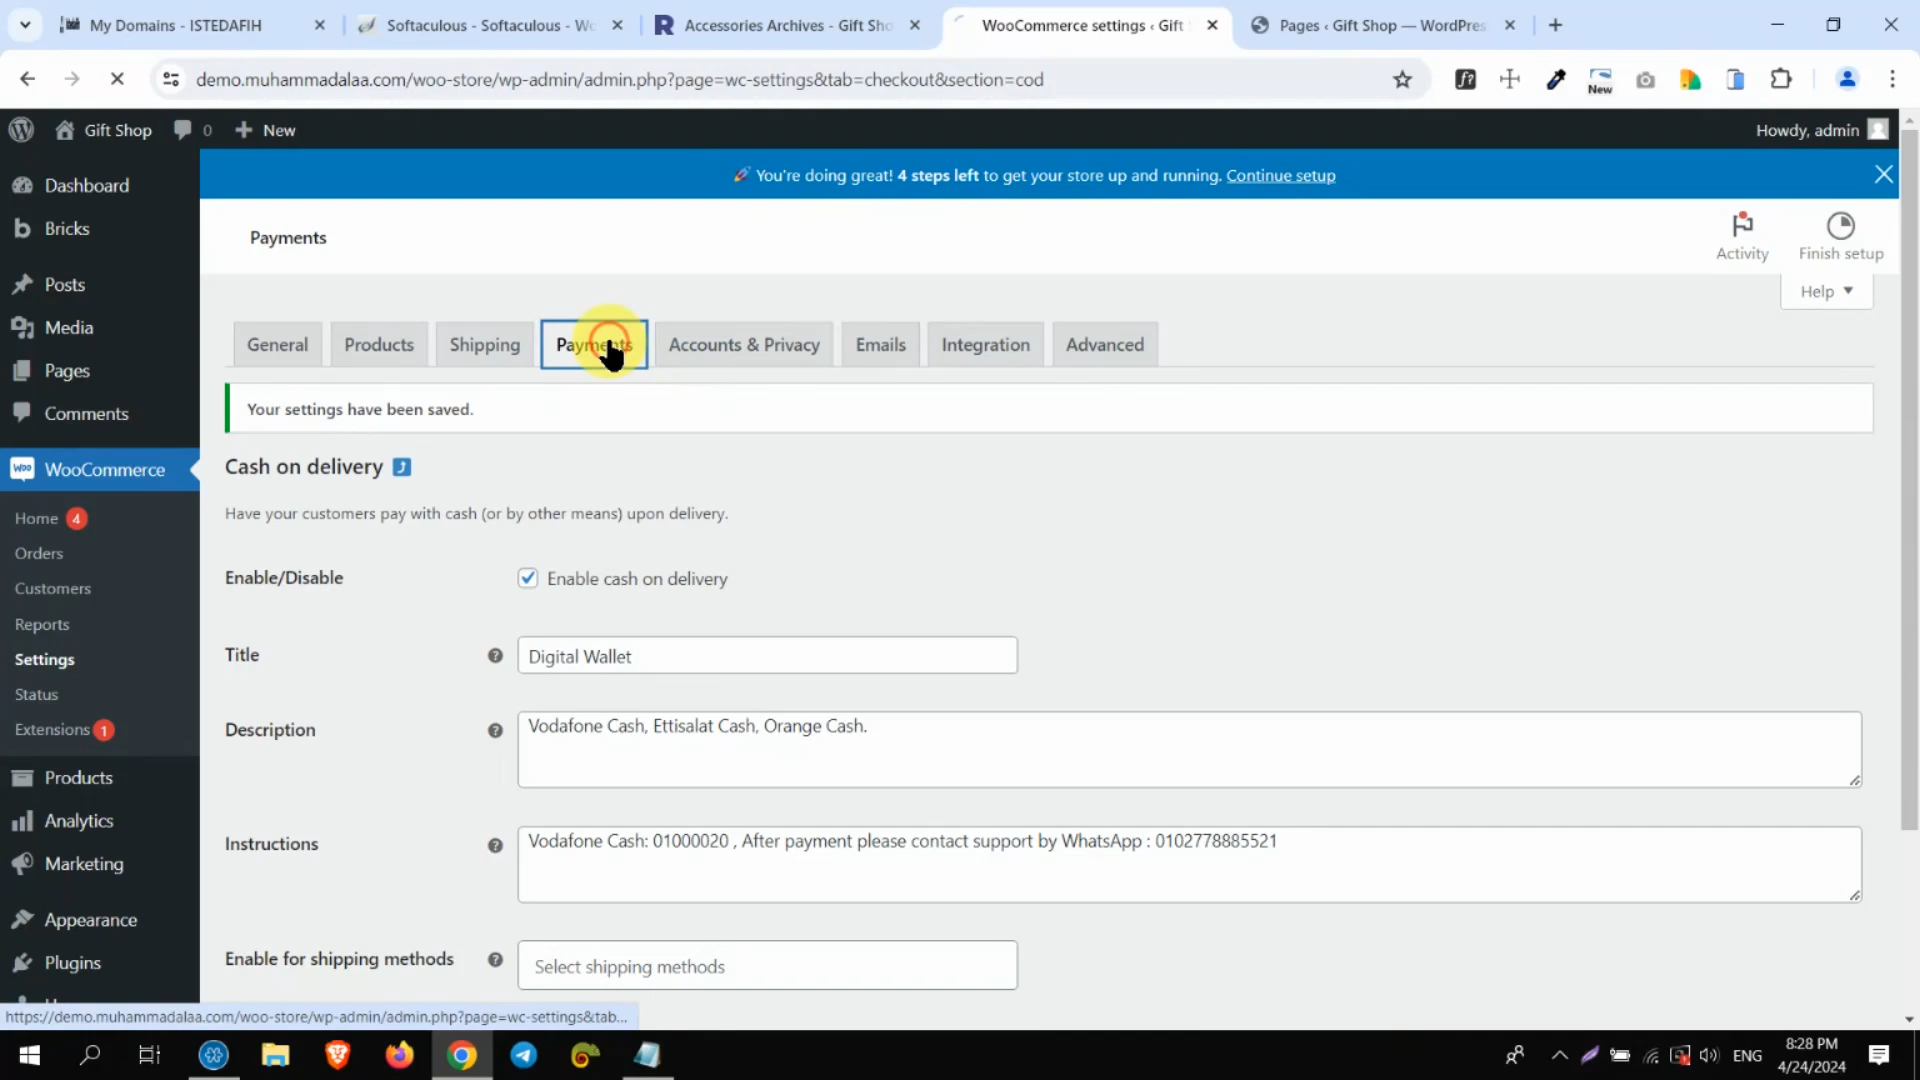 My Domains - ISTEDAFIH
Softaculous - Softaculous - Wo
Accessories Archives - Gift Sho
WooCommerce settings ‹ Gift
Pages ‹ Gift Shop — WordPres
demo.muhammadalaa.com/woo-store/wp-admin/admin.php?page=wc-settings&tab=checkout&section=cod
New
Gift Shop
0
New
Howdy, admin
You're doing great! 4 steps left to get your store up and running. Continue setup
Dashboard
Bricks
Posts
Media
Pages
Comments
WooCommerce
Home 4
Orders
Customers
Reports
Settings
Status
Extensions 1
Products
Analytics
Marketing
Appearance
Plugins
Payments
Activity
Finish setup
Help
General
Products
Shipping
Payments
Accounts & Privacy
Emails
Integration
Advanced
Your settings have been saved.
Cash on delivery
Have your customers pay with cash (or by other means) upon delivery.
Enable/Disable
Enable cash on delivery
Title
Digital Wallet
Description
Vodafone Cash, Ettisalat Cash, Orange Cash.
Instructions
Vodafone Cash: 01000020 , After payment please contact support by WhatsApp : 0102778885521
Enable for shipping methods
Select shipping methods
https://demo.muhammadalaa.com/woo-store/wp-admin/admin.php?page=wc-settings&tab...
ENG
8:28 PM
4/24/2024